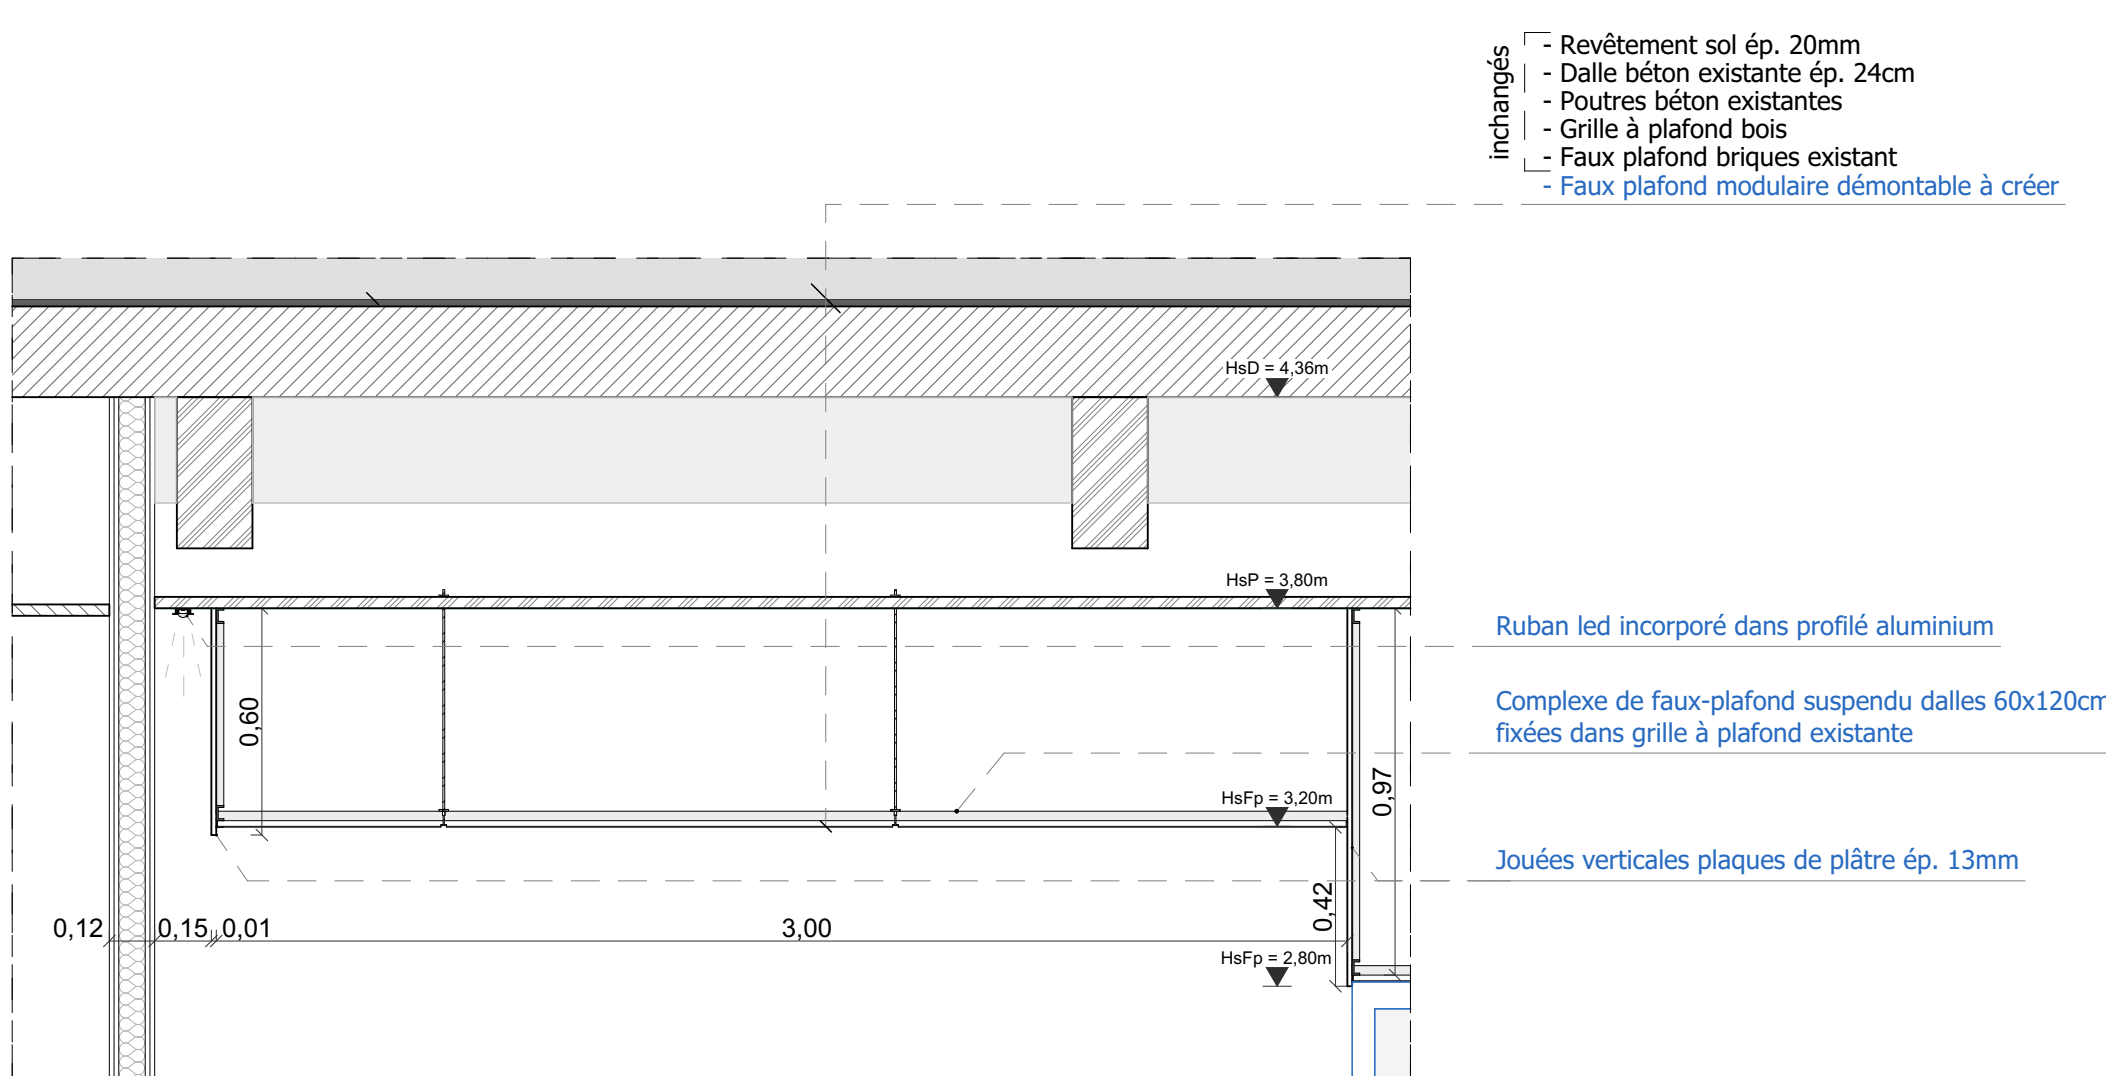 inchangés
- Revêtement sol ép. 20mm
- Dalle béton existante ép. 24cm
- Poutres béton existantes
- Grille à plafond bois
- Faux plafond briques existant
- Faux plafond modulaire démontable à créer
HsD = 4,36m
HsP = 3,80m
Ruban led incorporé dans profilé aluminium
0,60
Complexe de faux-plafond suspendu dalles 60x120cm
fixées dans grille à plafond existante
0,97
HsFp = 3,20m
Jouées verticales plaques de plâtre ép. 13mm
0,42
0,12
0,15
0,01
3,00
HsFp = 2,80m